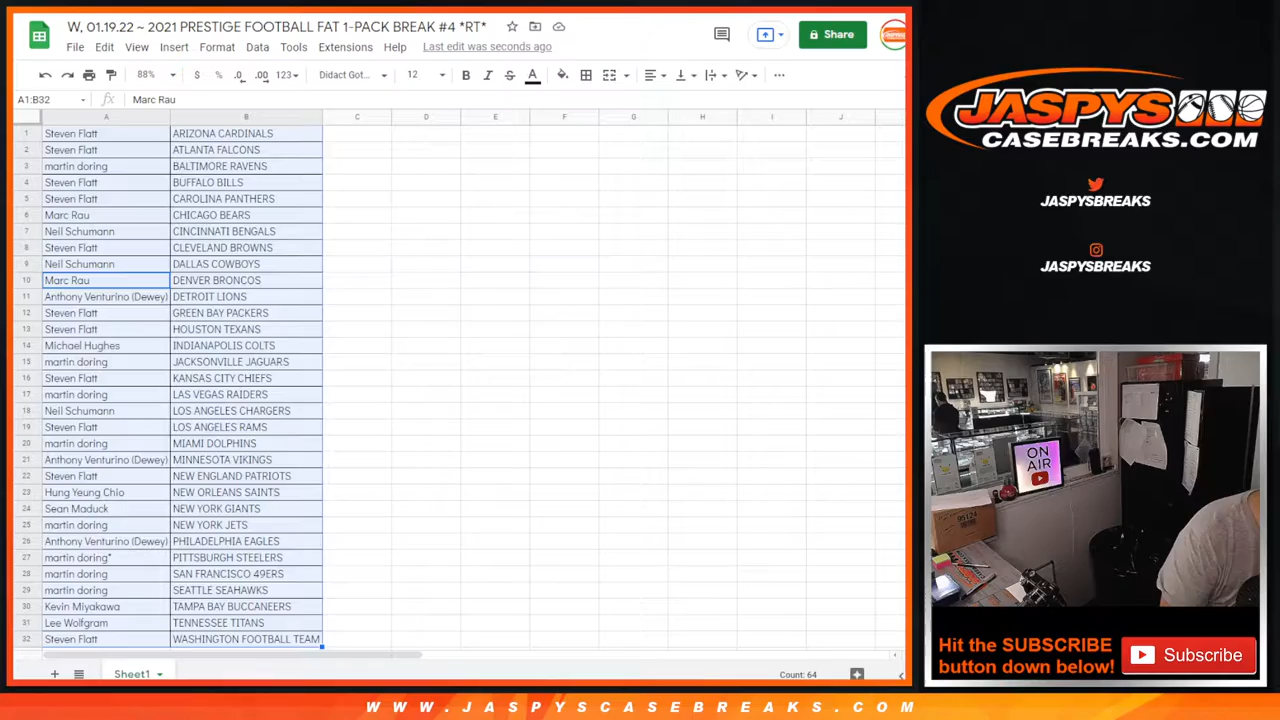 W, 01.19.22 ~ 2021 PRESTIGE FOOTBALL FAT 1-PACK BREAK #4 *RT*
File Edit View Insert Format Data Tools Extensions Help Last edit was seconds ago
Share
88% $ % .0 .00 123 Didact Got... 12 B I S A
A1:B32 fx Marc Rau
A B C D E F G H I J
1 Steven Flatt ARIZONA CARDINALS
2 Steven Flatt ATLANTA FALCONS
3 martin doring BALTIMORE RAVENS
4 Steven Flatt BUFFALO BILLS
5 Steven Flatt CAROLINA PANTHERS
6 Marc Rau CHICAGO BEARS
7 Neil Schumann CINCINNATI BENGALS
8 Steven Flatt CLEVELAND BROWNS
9 Neil Schumann DALLAS COWBOYS
10 Marc Rau DENVER BRONCOS
11 Anthony Venturino (Dewey) DETROIT LIONS
12 Steven Flatt GREEN BAY PACKERS
13 Steven Flatt HOUSTON TEXANS
14 Michael Hughes INDIANAPOLIS COLTS
15 martin doring JACKSONVILLE JAGUARS
16 Steven Flatt KANSAS CITY CHIEFS
17 martin doring LAS VEGAS RAIDERS
18 Neil Schumann LOS ANGELES CHARGERS
19 Steven Flatt LOS ANGELES RAMS
20 martin doring MIAMI DOLPHINS
21 Anthony Venturino (Dewey) MINNESOTA VIKINGS
22 Steven Flatt NEW ENGLAND PATRIOTS
23 Hung Yeung Chio NEW ORLEANS SAINTS
24 Sean Maduck NEW YORK GIANTS
25 martin doring NEW YORK JETS
26 Anthony Venturino (Dewey) PHILADELPHIA EAGLES
27 martin doring* PITTSBURGH STEELERS
28 martin doring SAN FRANCISCO 49ERS
29 martin doring SEATTLE SEAHAWKS
30 Kevin Miyakawa TAMPA BAY BUCCANEERS
31 Lee Wolfgram TENNESSEE TITANS
32 Steven Flatt WASHINGTON FOOTBALL TEAM
Sheet1 Count: 64
JASPYS
CASEBREAKS.COM
JASPYSBREAKS
JASPYSBREAKS
ON
AIR
Hit the SUBSCRIBE
button down below!
Subscribe
WWW.JASPYSCASEBREAKS.COM